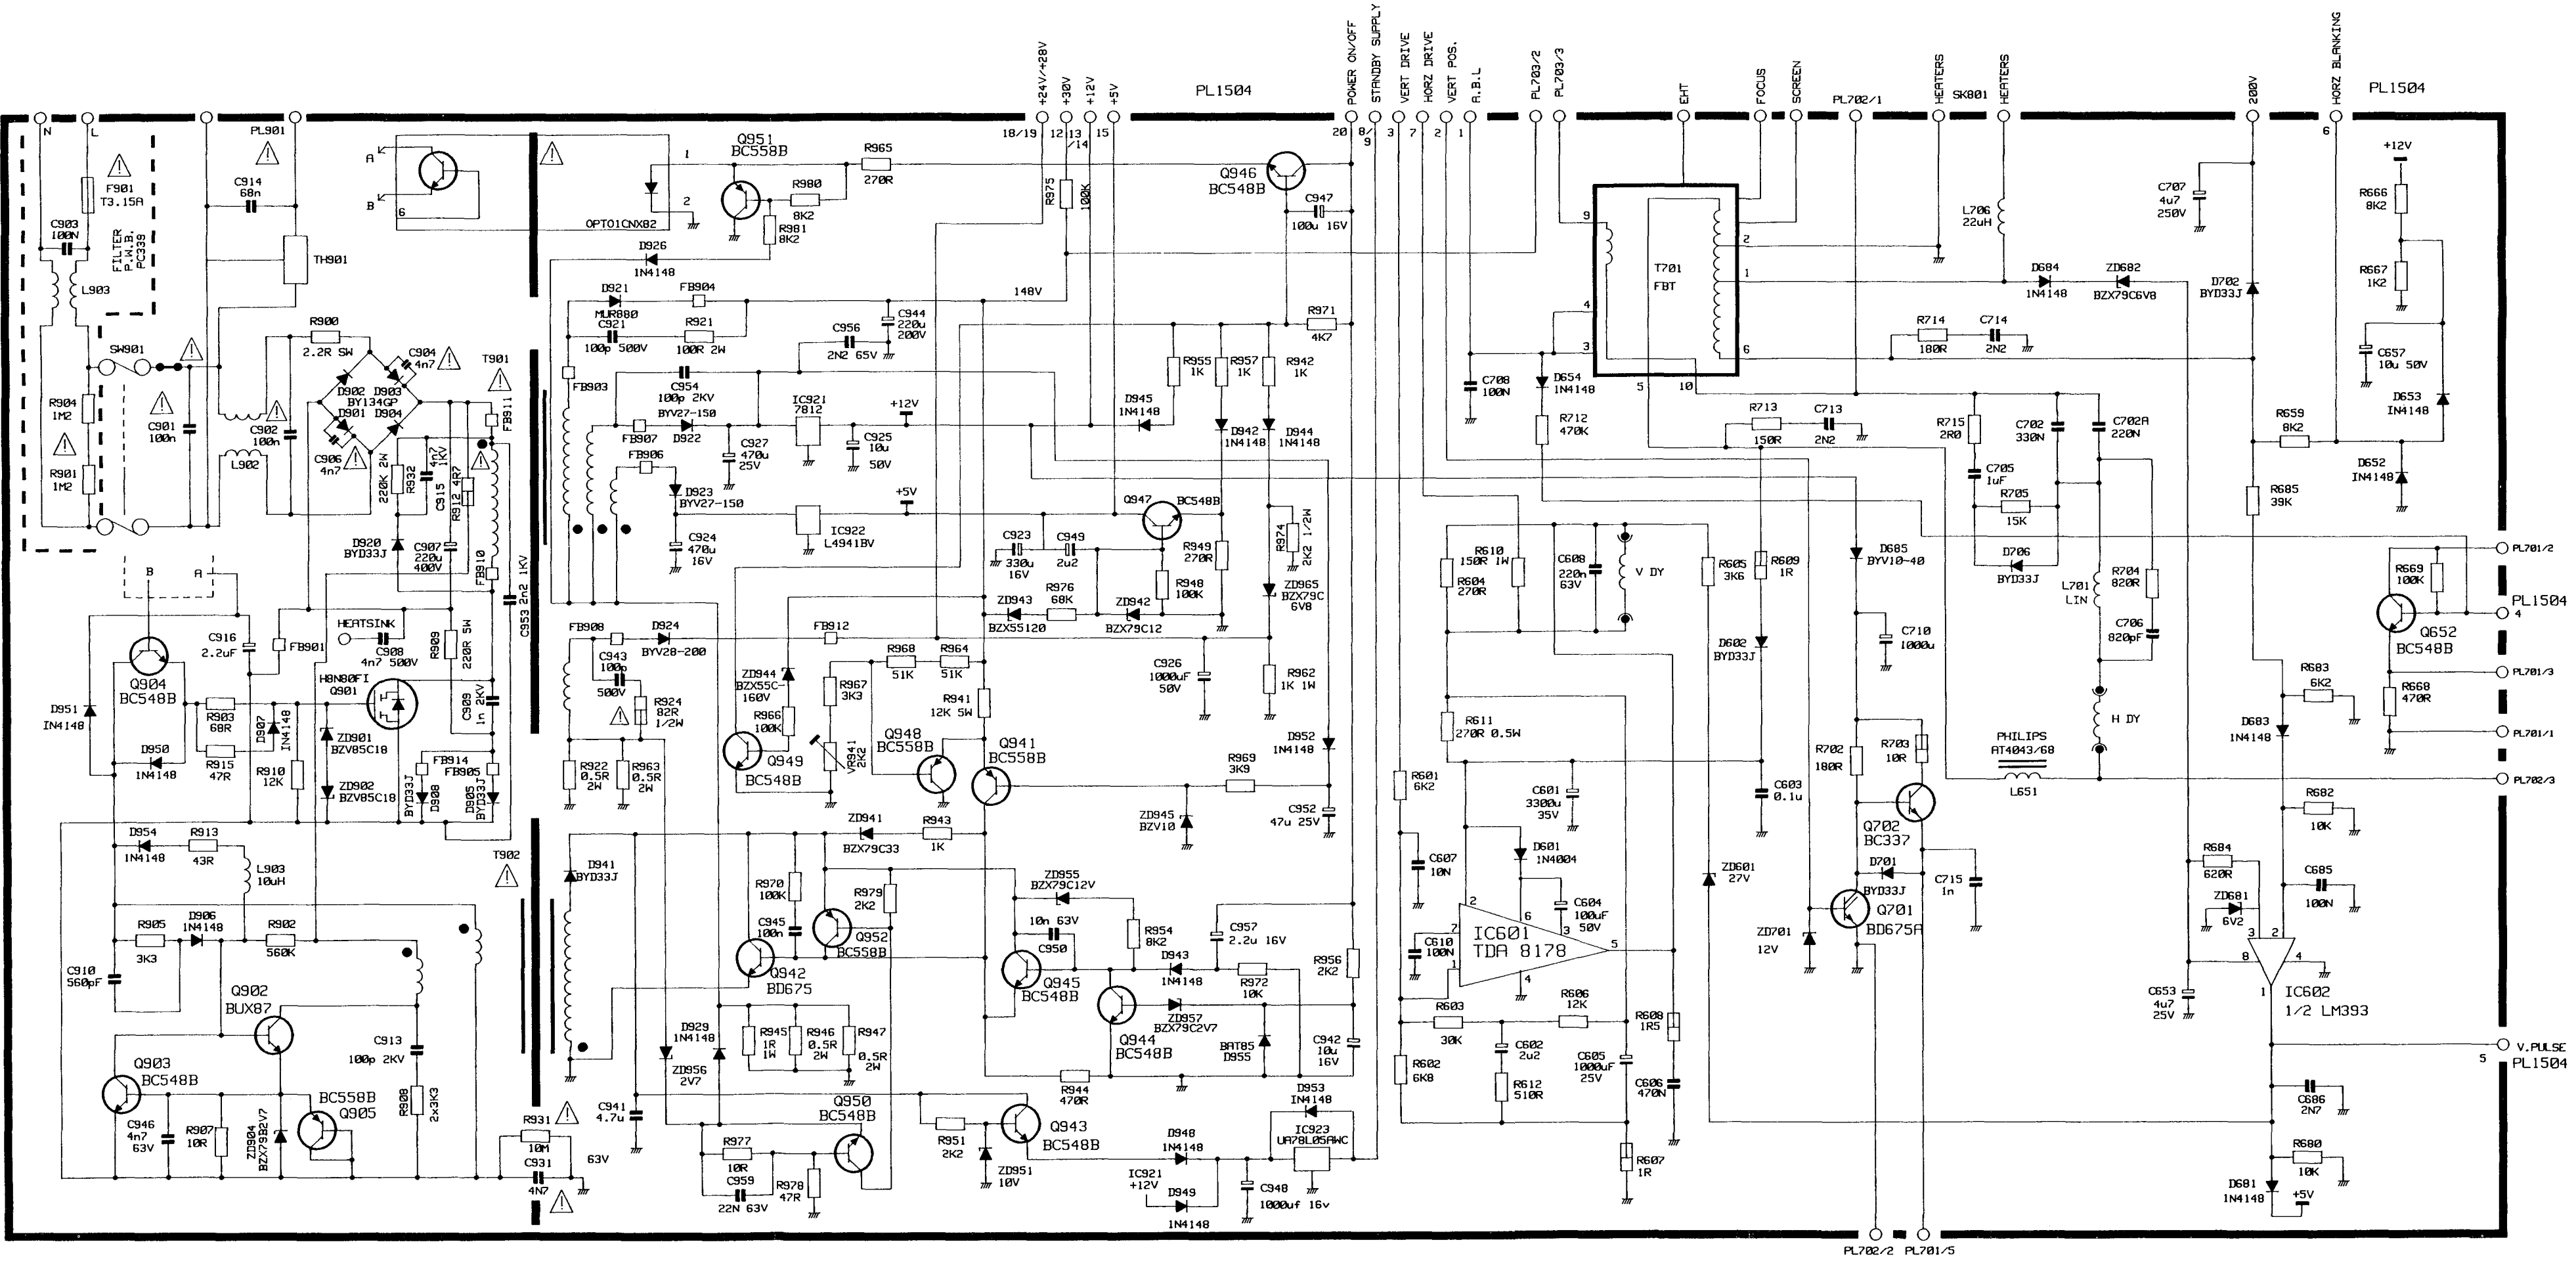 +24V/+28V
+30V
+12V
+5V
PL1504
POWER ON/OFF
STANDBY SUPPLY
VERT DRIVE
HORZ DRIVE
VERT POS.
A.B.L
PL703/2
PL703/3
EHT
FOCUS
SCREEN
PL702/1
HEATERS
SK801
HEATERS
200V
HORZ BLANKING
PL1504
N
L
PL901
18/19
12
13
/14
15
20
8/
9
3
7
2
1
6
F901
T3.15A
C903
100N
FILTER
P.W.B.
PC339
L903
C914
68n
TH901
A
B
6
OPTO1CNX82
1
2
Q951
BC558B
R965
270R
R980
8K2
R981
8K2
D926
1N4148
R975
100K
Q946
BC548B
C947
100u 16V
SW901
R904
1M2
R901
1M2
C901
100n
C902
100n
L902
R900
2.2R SW
C904
4n7
D902
D903
BY134GP
D901
D904
C906
4n7
T901
FB911
R932
220K 2W
C915
4n7
1KV
R912 4R7
D920
BYD33J
C907
220u
400V
FB910
C953 2n2 1KV
D921
MUR880
FB904
148V
C921
100p 500V
R921
100R 2W
C956
2N2 65V
C944
220u
200V
FB903
C954
100p 2KV
BYV27-150
FB907
D922
IC921
7812
+12V
C927
470u
25V
C925
10u
50V
FB906
D923
BYV27-150
+5V
IC922
L4941BV
C924
470u
16V
R971
4K7
R955
1K
R957
1K
R942
1K
D945
1N4148
D942
1N4148
D944
1N4148
Q947
BC548B
C923
330u
16V
C949
2u2
R949
270R
R948
100K
R974
2K2 1/2W
ZD965
BZX79C
6V8
ZD943
BZX55120
R976
68K
ZD942
BZX79C12
B
A
C916
2.2uF
FB901
HEATSINK
C908
4n7 500V
R909
220R 5W
Q904
BC548B
D951
IN4148
D950
1N4148
R903
68R
R915
47R
D907
IN4148
R910
12K
ZD901
BZV85C18
ZD902
BZV85C18
H8N80FI
Q901
C909
1n 2KV
FB914
FB905
BYD33J
D908
D905
BYD33J
FB908
D924
BYV28-200
FB912
C943
100p
500V
R924
82R
1/2W
ZD944
BZX55C-
160V
R966
100K
R967
3K3
R968
51K
R964
51K
R941
12K 5W
VR941
2K2
Q949
BC548B
Q948
BC558B
Q941
BC558B
R922
0.5R
2W
R963
0.5R
2W
C926
1000uF
50V
R962
1K 1W
D952
1N4148
R969
3K9
ZD945
BZV10
C952
47u 25V
D954
1N4148
R913
43R
L903
10uH
T902
R905
3K3
D906
1N4148
R902
560K
C910
560pF
Q902
BUX87
C913
100p 2KV
R908
2x3K3
Q903
BC548B
C946
4n7
63V
R907
10R
ZD904
BZX79B2V7
BC558B
Q905
R931
10M
C931
4N7
63V
D941
BYD33J
ZD941
BZX79C33
R943
1K
R970
100K
C945
100n
R979
2K2
Q952
BC558B
Q942
BD675
D929
1N4148
ZD956
2V7
R945
1R
1W
R946
0.5R
2W
R947
0.5R
2W
C941
4.7u
Q950
BC548B
R977
10R
C959
22N 63V
R978
47R
ZD955
BZX79C12V
10n 63V
C950
R954
8K2
C957
2.2u 16V
Q945
BC548B
D943
1N4148
R972
10K
R956
2K2
ZD957
BZX79C2V7
Q944
BC548B
BAT85
D955
C942
10u
16V
R944
470R
R951
2K2
Q943
BC548B
ZD951
10V
D953
IN4148
IC923
UA78L05AWC
D948
1N4148
IC921
+12V
D949
1N4148
C948
1000uf 16v
9
4
3
5
10
2
1
6
T701
FBT
C708
100N
D654
1N4148
R712
470K
R713
150R
C713
2N2
L706
22uH
D684
1N4148
ZD682
BZX79C6V8
R714
180R
C714
2N2
C707
4u7
250V
D702
BYD33J
+12V
R666
8K2
R667
1K2
C657
10u 50V
D653
IN4148
R659
8K2
D652
IN4148
R715
2R0
C702
330N
C702A
220N
C705
1uF
R705
15K
D706
BYD33J
L701
LIN
R704
820R
C706
820pF
R685
39K
PL701/2
R669
100K
PL1504
4
Q652
BC548B
R668
470R
PL701/3
PL701/1
PL702/3
R610
150R 1W
R604
270R
C608
220n
63V
V DY
R605
3K6
R609
1R
D602
BYD33J
D685
BYV10-40
C710
1000u
R611
270R 0.5W
R601
6K2
C601
3300u
35V
C603
0.1u
R702
180R
R703
10R
Q702
BC337
D701
BYD33J
Q701
BD675A
C715
1n
PHILIPS
AT4043/68
L651
H DY
R683
6K2
D683
1N4148
R682
10K
C685
100N
R684
620R
ZD681
6V2
C607
10N
D601
1N4004
ZD601
27V
C604
100uF
50V
IC601
TDA 8178
2
6
3
7
1
4
5
C610
100N
ZD701
12V
3
2
8
4
1
IC602
1/2 LM393
C653
4u7
25V
R603
30K
R606
12K
C602
2u2
R612
510R
C605
1000uF
25V
R602
6K8
R608
1R5
C606
470N
R607
1R
V.PULSE
5
PL1504
C686
2N7
R680
10K
D681
1N4148
+5V
PL702/2
PL701/5